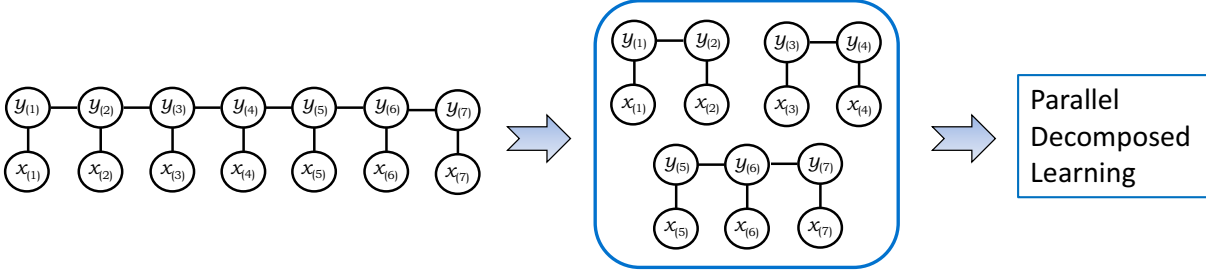 y(1) y(2) y(3) y(4) y(5) y(6) y(7)
x(1) x(2) x(3) x(4) x(5) x(6) x(7)
y(1) y(2) y(3) y(4)
x(1) x(2) x(3) x(4)
y(5) y(6) y(7)
x(5) x(6) x(7)
Parallel
Decomposed
Learning